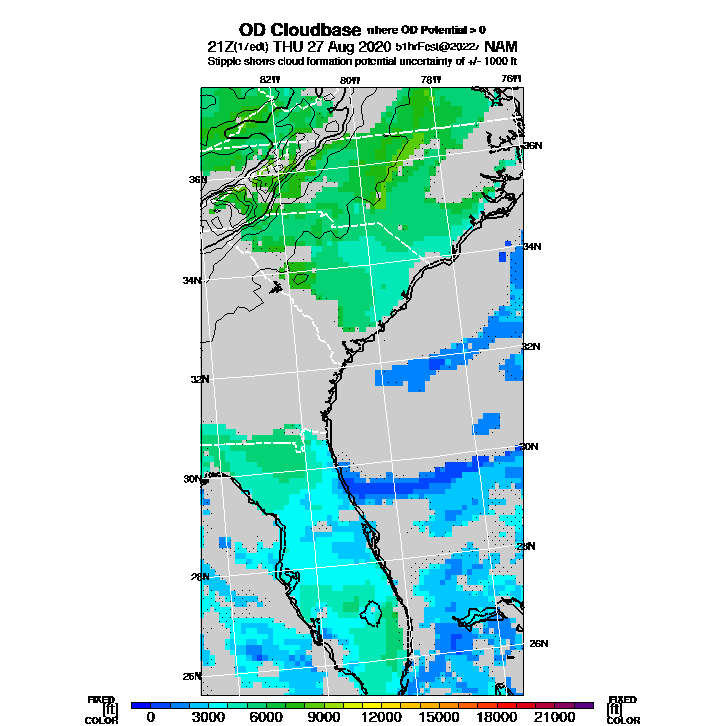 OD Cloudbase where OD Potential > 0
21Z(17edt) THU 27 Aug 2020 51hrFcst@2022z NAM
Stipple shows cloud formation potential uncertainty of +/- 1000 ft
82W 80W 78W 76W
36N 36N
34N 34N
32N 32N
30N 30N
28N 28N
26N 26N
FIXED FIXED
[ft] [ft]
COLOR COLOR
0 3000 6000 9000 12000 15000 18000 21000